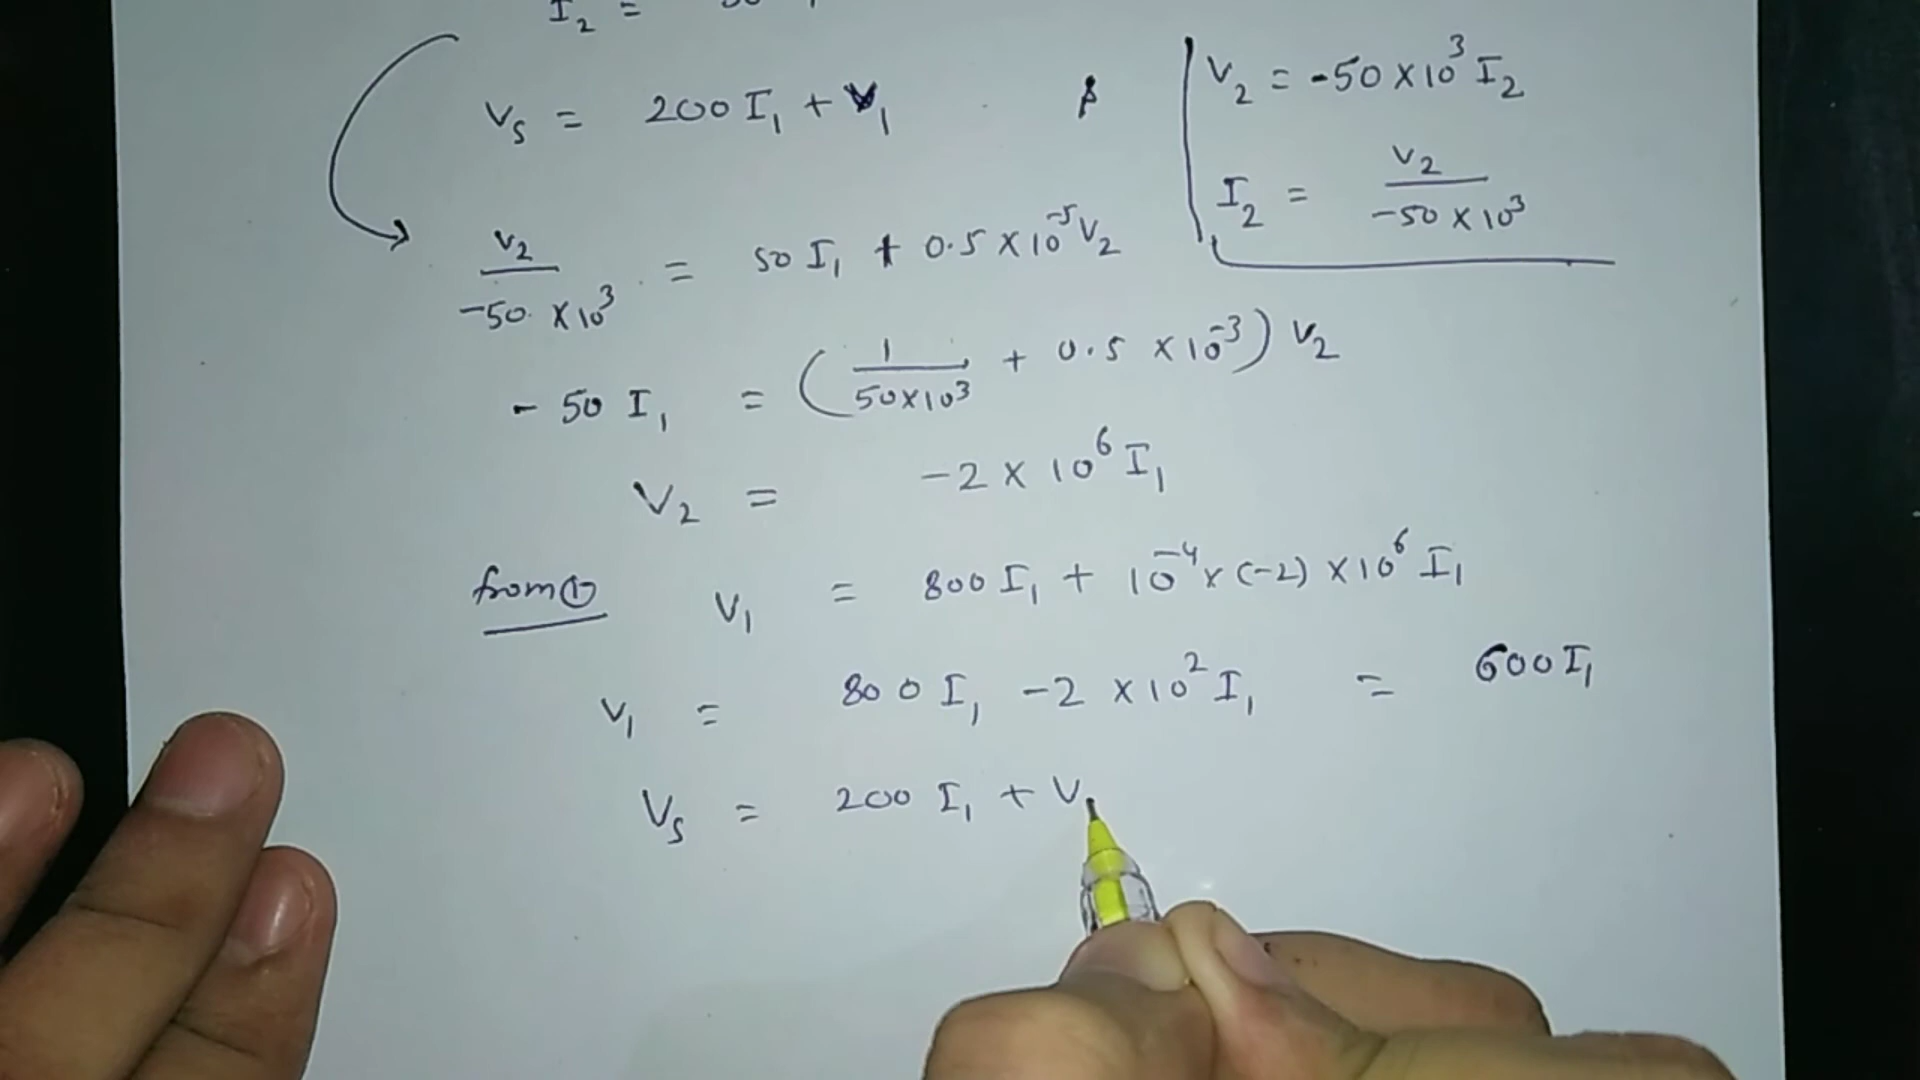 I₂ =
Vs = 200 I₁ + V₁
V₂ = -50 × 10³ I₂
I₂ = V₂ / -50 × 10³
V₂ / -50 × 10³ = 50 I₁ + 0.5 × 10⁻⁵ V₂
- 50 I₁ = ( 1 / 50×10³ + 0.5 × 10⁻³ ) V₂
V₂ = -2 × 10⁶ I₁
from ① V₁ = 800 I₁ + 10⁻⁴ × (-2) × 10⁶ I₁
V₁ = 800 I₁ - 2 × 10² I₁ = 600 I₁
Vs = 200 I₁ + V